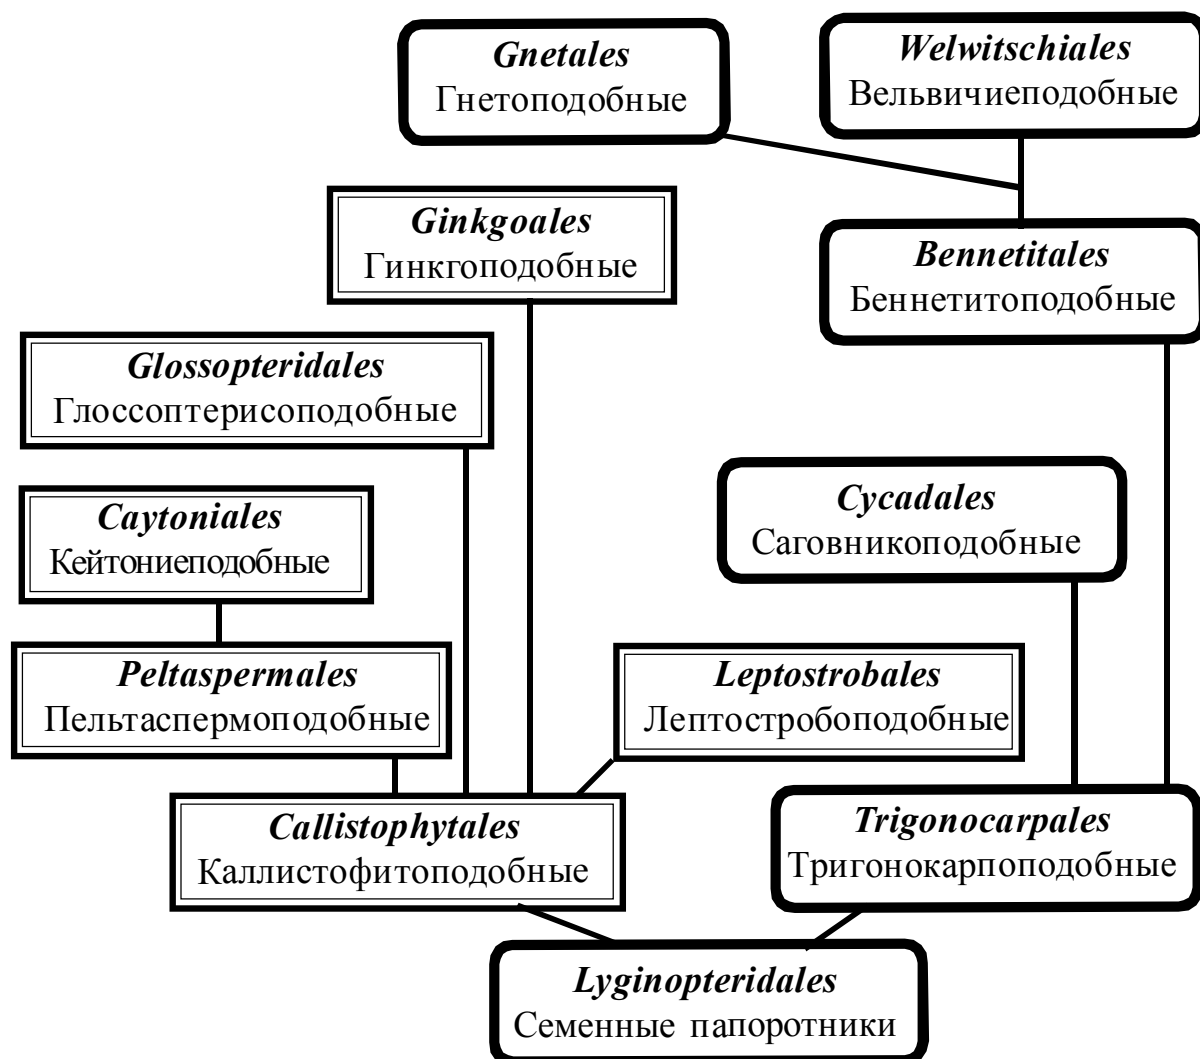 Gnetales
Гнетоподобные
Welwitschiales
Вельвичиеподобные
Ginkgoales
Гинкгоподобные
Bennetitales
Беннетитоподобные
Glossopteridales
Глоссоптерисоподобные
Caytoniales
Кейтониеподобные
Cycadales
Саговникоподобные
Peltaspermales
Пельтаспермоподобные
Leptostrobales
Лептостробоподобные
Callistophytales
Каллистофитоподобные
Trigonocarpales
Тригонокарпоподобные
Lyginopteridales
Семенные папоротники